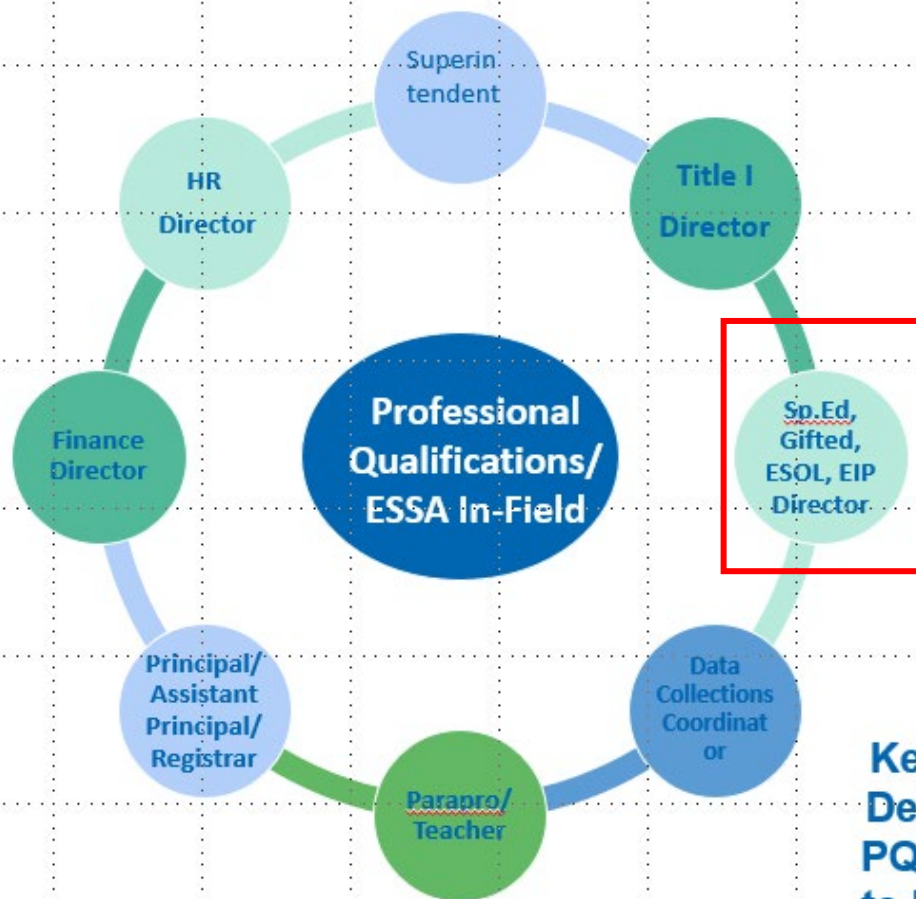 Superin
tendent
HR
Director
Title I
Director
Professional
Qualifications/
ESSA In-Field
Finance
Director
Sp.Ed,
Gifted,
ESOL, EIP
Director
Principal/
Assistant
Principal/
Registrar
Data
Collections
Coordinat
or
Parapro/
Teacher
Ke
De
PQ